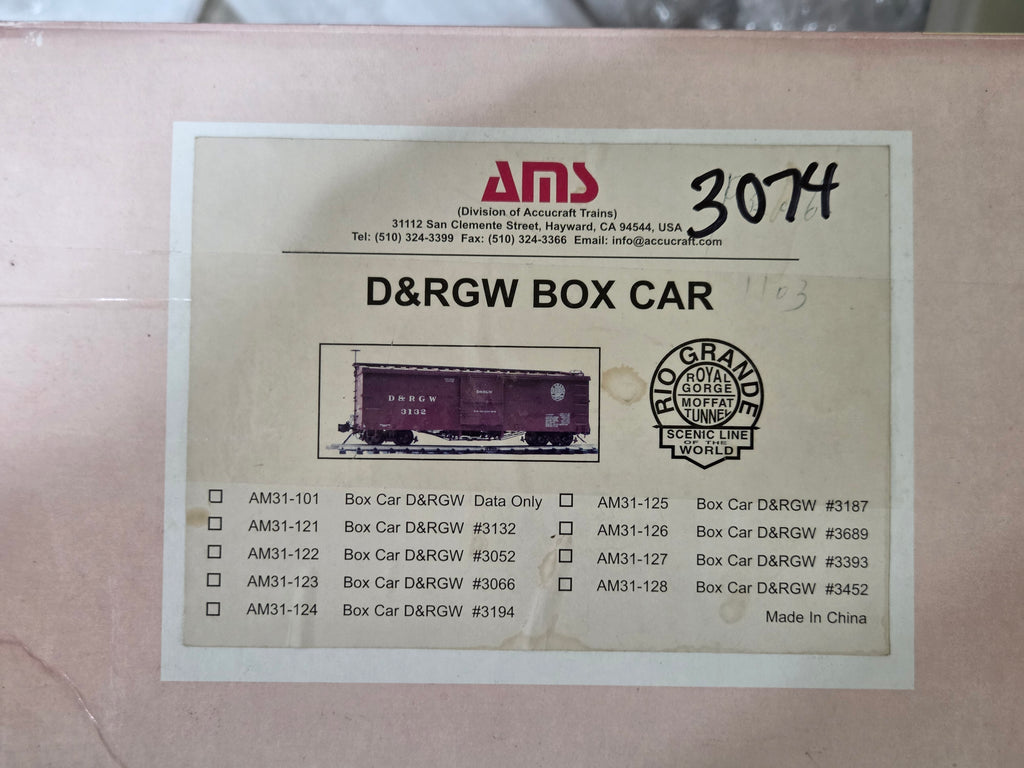 AMS
3074
(Division of Accucraft Trains)
31112 San Clemente Street, Hayward, CA 94544, USA
Tel: (510) 324-3399 Fax: (510) 324-3366 Email: info@accucraft.com
D&RGW BOX CAR
1103
D&RGW
3132
RIO GRANDE
ROYAL
GORGE
MOFFAT
TUNNEL
SCENIC LINE
OF THE
WORLD
AM31-101 Box Car D&RGW Data Only
AM31-121 Box Car D&RGW #3132
AM31-122 Box Car D&RGW #3052
AM31-123 Box Car D&RGW #3066
AM31-124 Box Car D&RGW #3194
AM31-125 Box Car D&RGW #3187
AM31-126 Box Car D&RGW #3689
AM31-127 Box Car D&RGW #3393
AM31-128 Box Car D&RGW #3452
Made In China